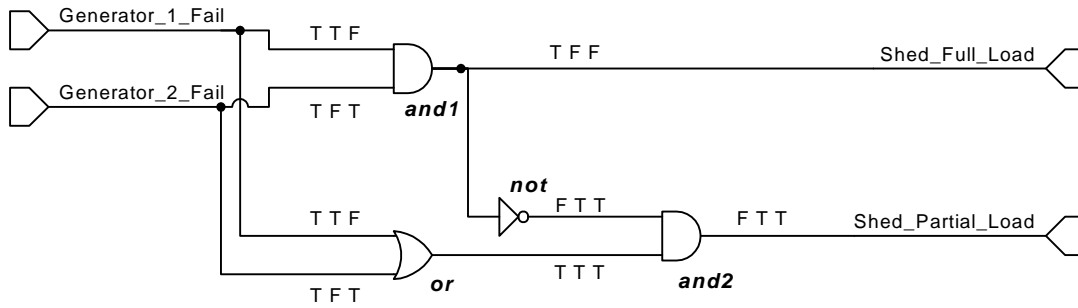 Generator_1_Fail
T T F
T F F
Shed_Full_Load
Generator_2_Fail
T F T
and1
not
F T T
T T F
F T T
Shed_Partial_Load
or
T T T
and2
T F T